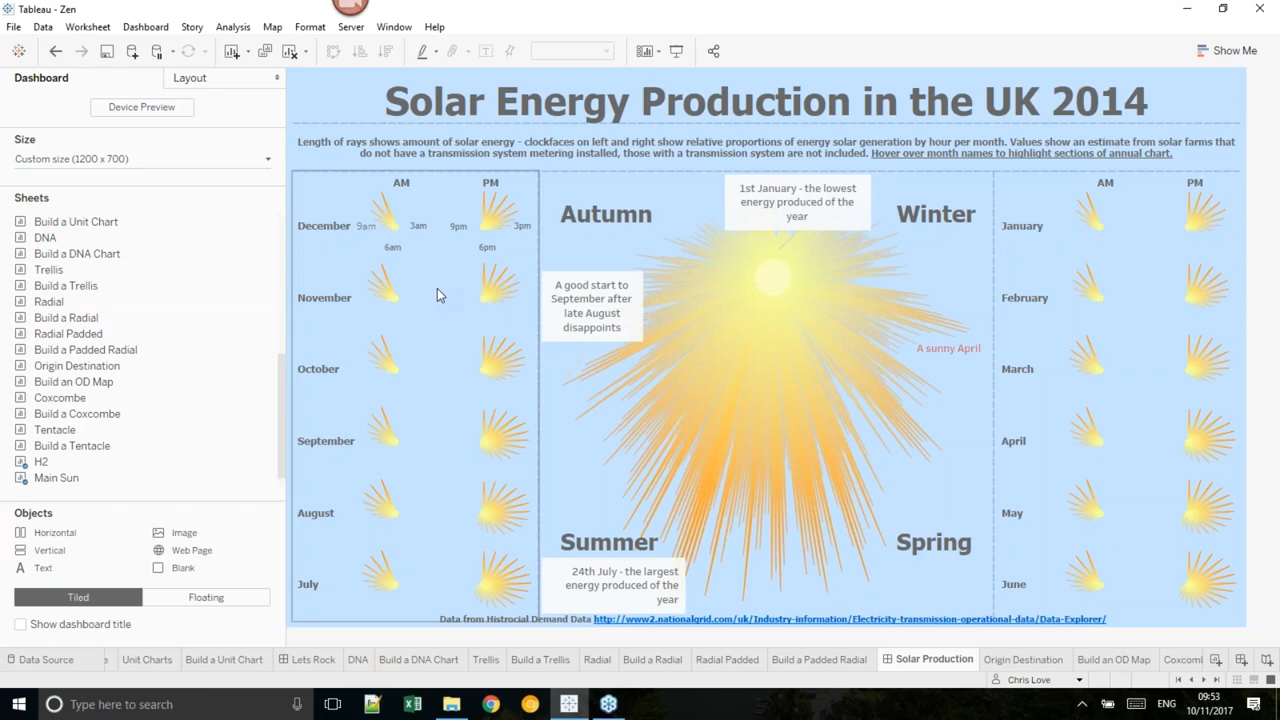 Tableau - Zen
File Data Worksheet Dashboard Story Analysis Map Format Server Window Help
Show Me
Dashboard Layout
Device Preview
Size
Custom size (1200 x 700)
Sheets
Build a Unit Chart
DNA
Build a DNA Chart
Trellis
Build a Trellis
Radial
Build a Radial
Radial Padded
Build a Padded Radial
Origin Destination
Build an OD Map
Coxcombe
Build a Coxcombe
Tentacle
Build a Tentacle
H2
Main Sun
Objects
Horizontal Image
Vertical Web Page
Text Blank
Tiled Floating
Show dashboard title
Solar Energy Production in the UK 2014
Length of rays shows amount of solar energy - clockfaces on left and right show relative proportions of energy solar generation by hour per month. Values show an estimate from solar farms that
do not have a transmission system metering installed, those with a transmission system are not included. Hover over month names to highlight sections of annual chart.
AM PM
December 9am 3am 9pm 3pm
6am 6pm
November
October
September
August
July
Autumn
Winter
1st January - the lowest
energy produced of the
year
A good start to
September after
late August
disappoints
A sunny April
Summer
Spring
24th July - the largest
energy produced of the
year
AM PM
January
February
March
April
May
June
Data from Histrocial Demand Data http://www2.nationalgrid.com/uk/Industry-information/Electricity-transmission-operational-data/Data-Explorer/
Data Source e Unit Charts Build a Unit Chart Lets Rock DNA Build a DNA Chart Trellis Build a Trellis Radial Build a Radial Radial Padded Build a Padded Radial Solar Production Origin Destination Build an OD Map Coxcoml
Chris Love
Type here to search
09:53
10/11/2017